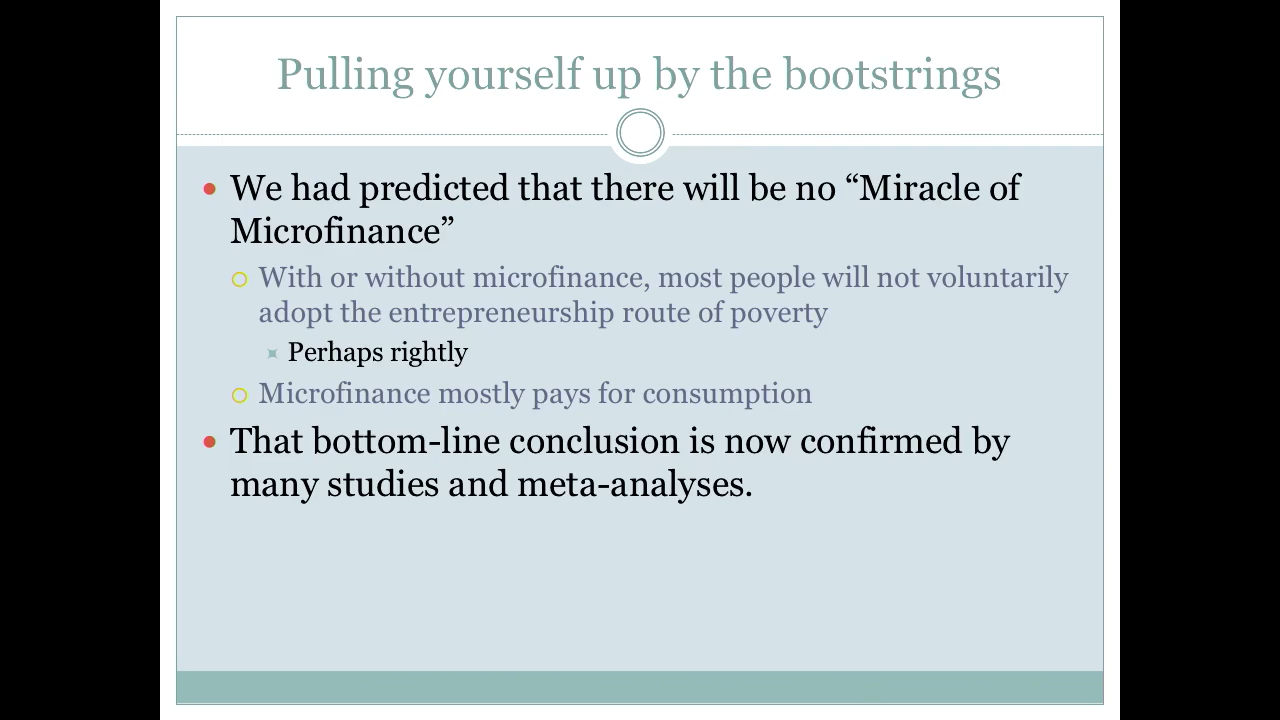 Pulling yourself up by the bootstrings
We had predicted that there will be no “Miracle of
Microfinance”
With or without microfinance, most people will not voluntarily
adopt the entrepreneurship route of poverty
Perhaps rightly
Microfinance mostly pays for consumption
That bottom-line conclusion is now confirmed by
many studies and meta-analyses.